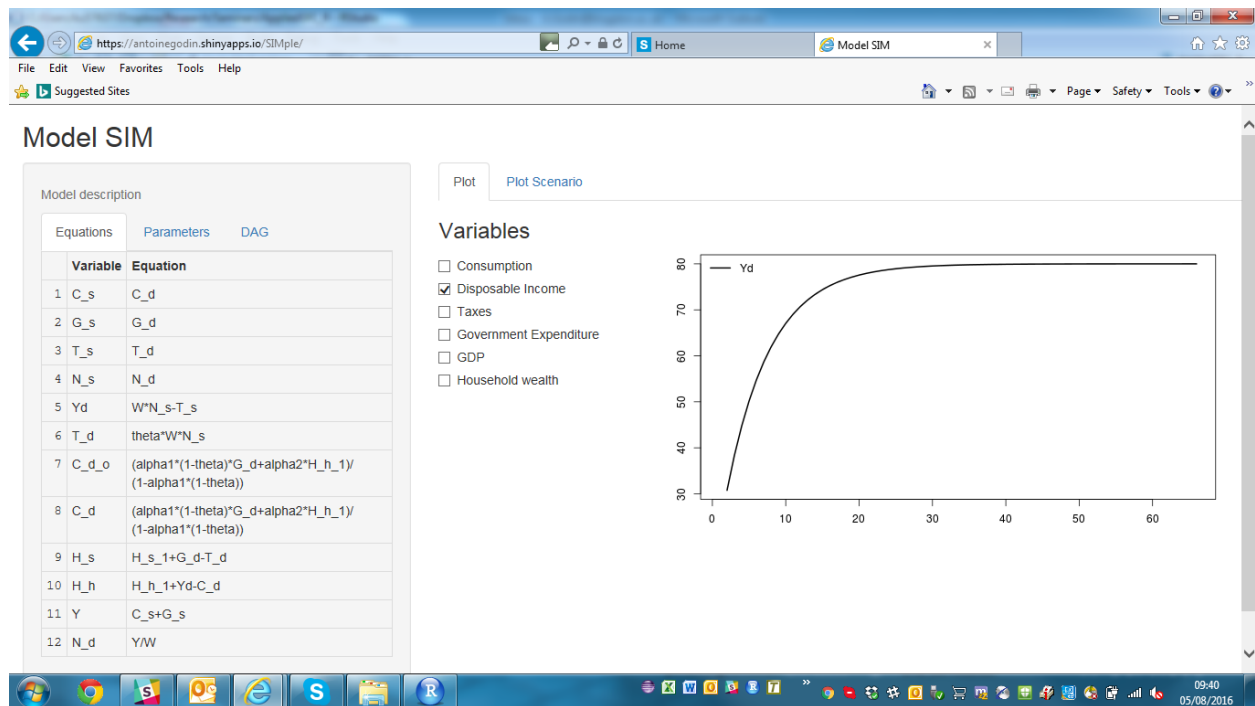 https://antoinegodin.shinyapps.io/SIMple/
Home
Model SIM
File Edit View Favorites Tools Help
Suggested Sites
Page Safety Tools
Model SIM
Model description
Equations Parameters DAG
Variable Equation
1 C_s C_d
2 G_s G_d
3 T_s T_d
4 N_s N_d
5 Yd W*N_s-T_s
6 T_d theta*W*N_s
7 C_d_o (alpha1*(1-theta)*G_d+alpha2*H_h_1)/
(1-alpha1*(1-theta))
8 C_d (alpha1*(1-theta)*G_d+alpha2*H_h_1)/
(1-alpha1*(1-theta))
9 H_s H_s_1+G_d-T_d
10 H_h H_h_1+Yd-C_d
11 Y C_s+G_s
12 N_d Y/W
Plot Plot Scenario
Variables
Consumption
Disposable Income
Taxes
Government Expenditure
GDP
Household wealth
Yd
80
70
60
50
40
30
0 10 20 30 40 50 60
09:40
05/08/2016